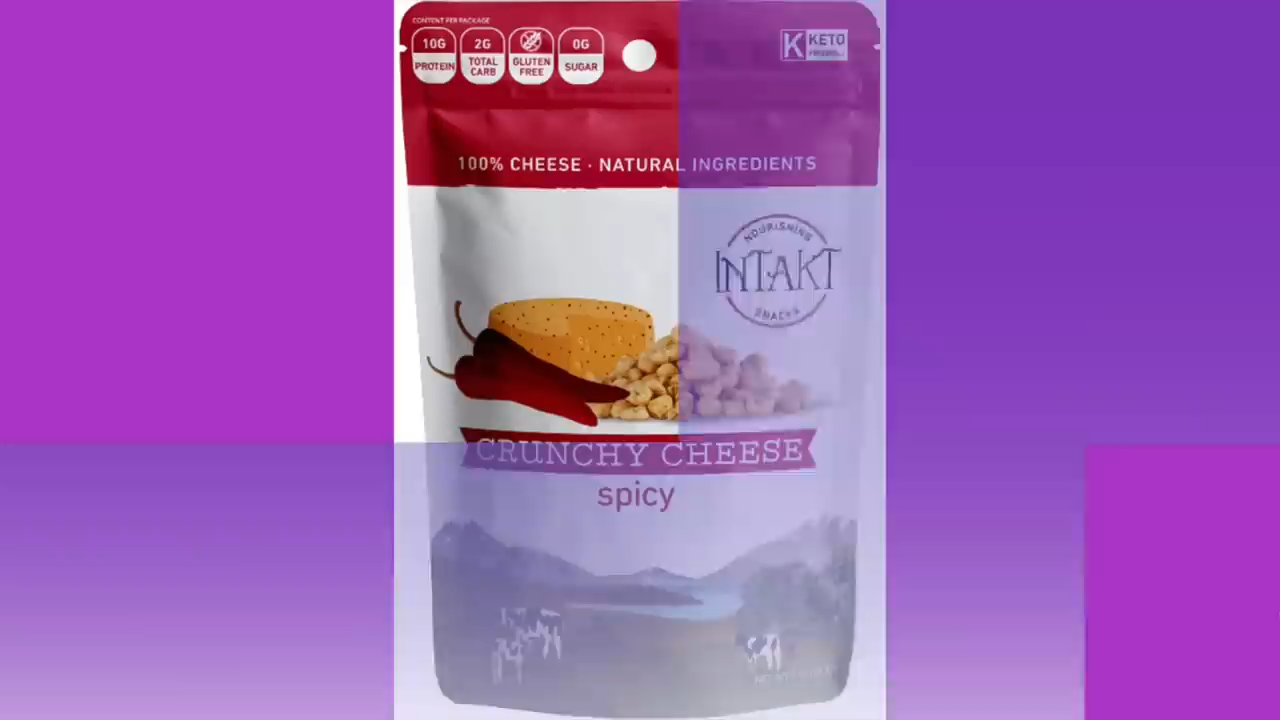 CONTENT PER PACKAGE
10G PROTEIN
2G TOTAL CARB
GLUTEN FREE
0G SUGAR
K KETO
100% CHEESE · NATURAL INGREDIENTS
NOURISHING
INTAKT
SNACKS
CRUNCHY CHEESE
spicy